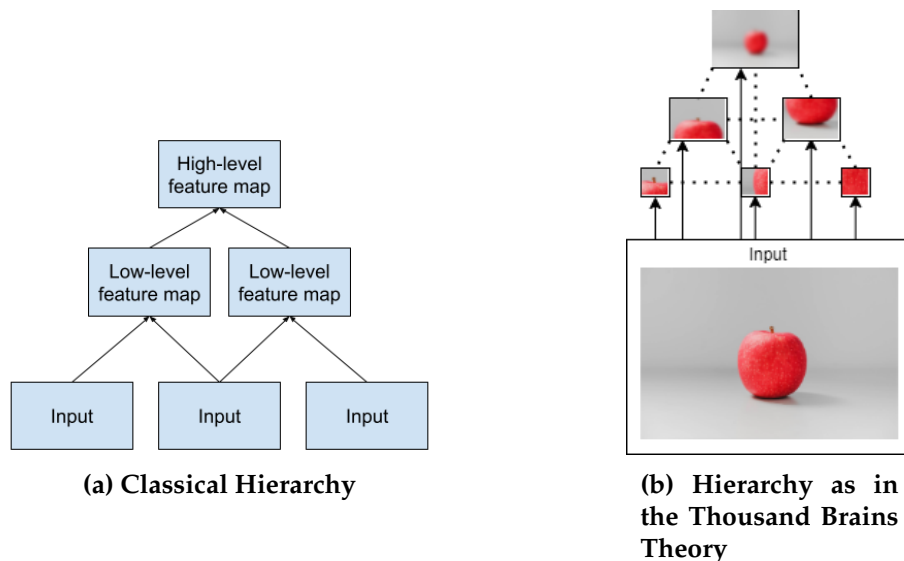 High-level
feature map
Low-level
feature map
Low-level
feature map
Input
Input
Input
(a) Classical Hierarchy
Input
(b) Hierarchy as in
the Thousand Brains
Theory